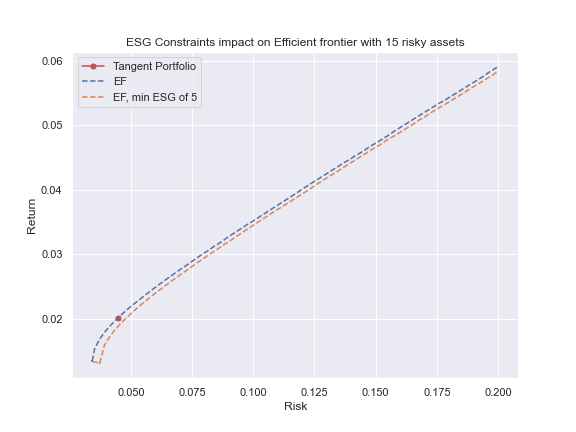 ESG Constraints impact on Efficient frontier with 15 risky assets
Tangent Portfolio
EF
EF, min ESG of 5
0.06
0.05
0.04
0.03
0.02
Return
0.050 0.075 0.100 0.125 0.150 0.175 0.200
Risk